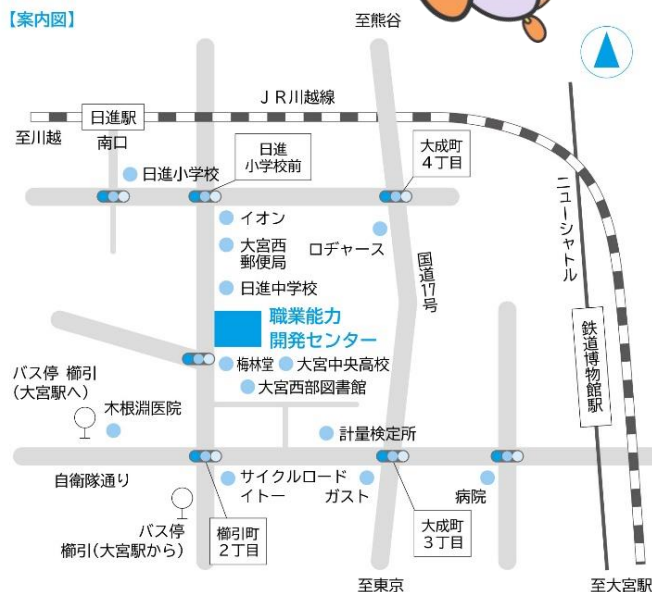 【案内図】
至熊谷
JR川越線
日進駅
至川越
南口
日進
小学校前
大成町
4丁目
日進小学校
イオン
大宮西
郵便局
ロヂャース
ニューシャトル
国道17号
日進中学校
職業能力
開発センター
鉄道博物館駅
梅林堂
大宮中央高校
大宮西部図書館
バス停 櫛引
(大宮駅へ)
木根淵医院
計量検定所
自衛隊通り
サイクルロード
イトー
ガスト
病院
バス停
櫛引(大宮駅から)
櫛引町
2丁目
大成町
3丁目
至東京
至大宮駅